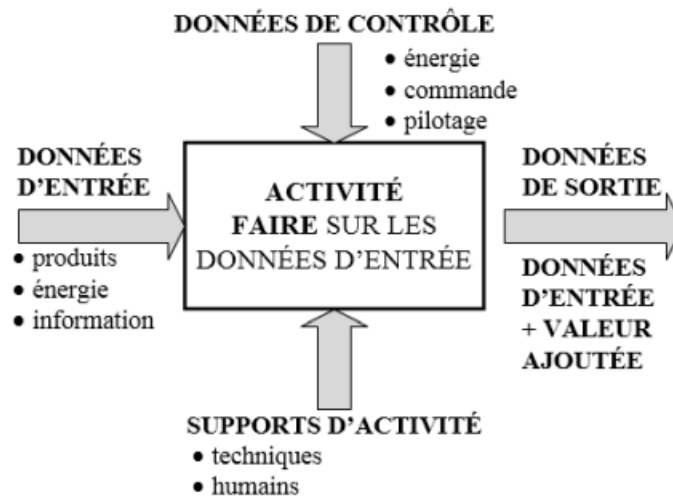 DONNÉES DE CONTRÔLE
• énergie
• commande
• pilotage
DONNÉES
D'ENTRÉE
• produits
• énergie
• information
ACTIVITÉ
FAIRE SUR LES
DONNÉES D'ENTRÉE
DONNÉES
DE SORTIE
DONNÉES
D'ENTRÉE
+ VALEUR
AJOUTÉE
SUPPORTS D'ACTIVITÉ
• techniques
• humains